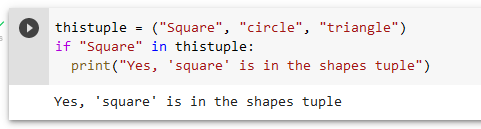 thistuple = ("Square", "circle", "triangle")
if "Square" in thistuple:
  print("Yes, 'square' is in the shapes tuple")
Yes, 'square' is in the shapes tuple